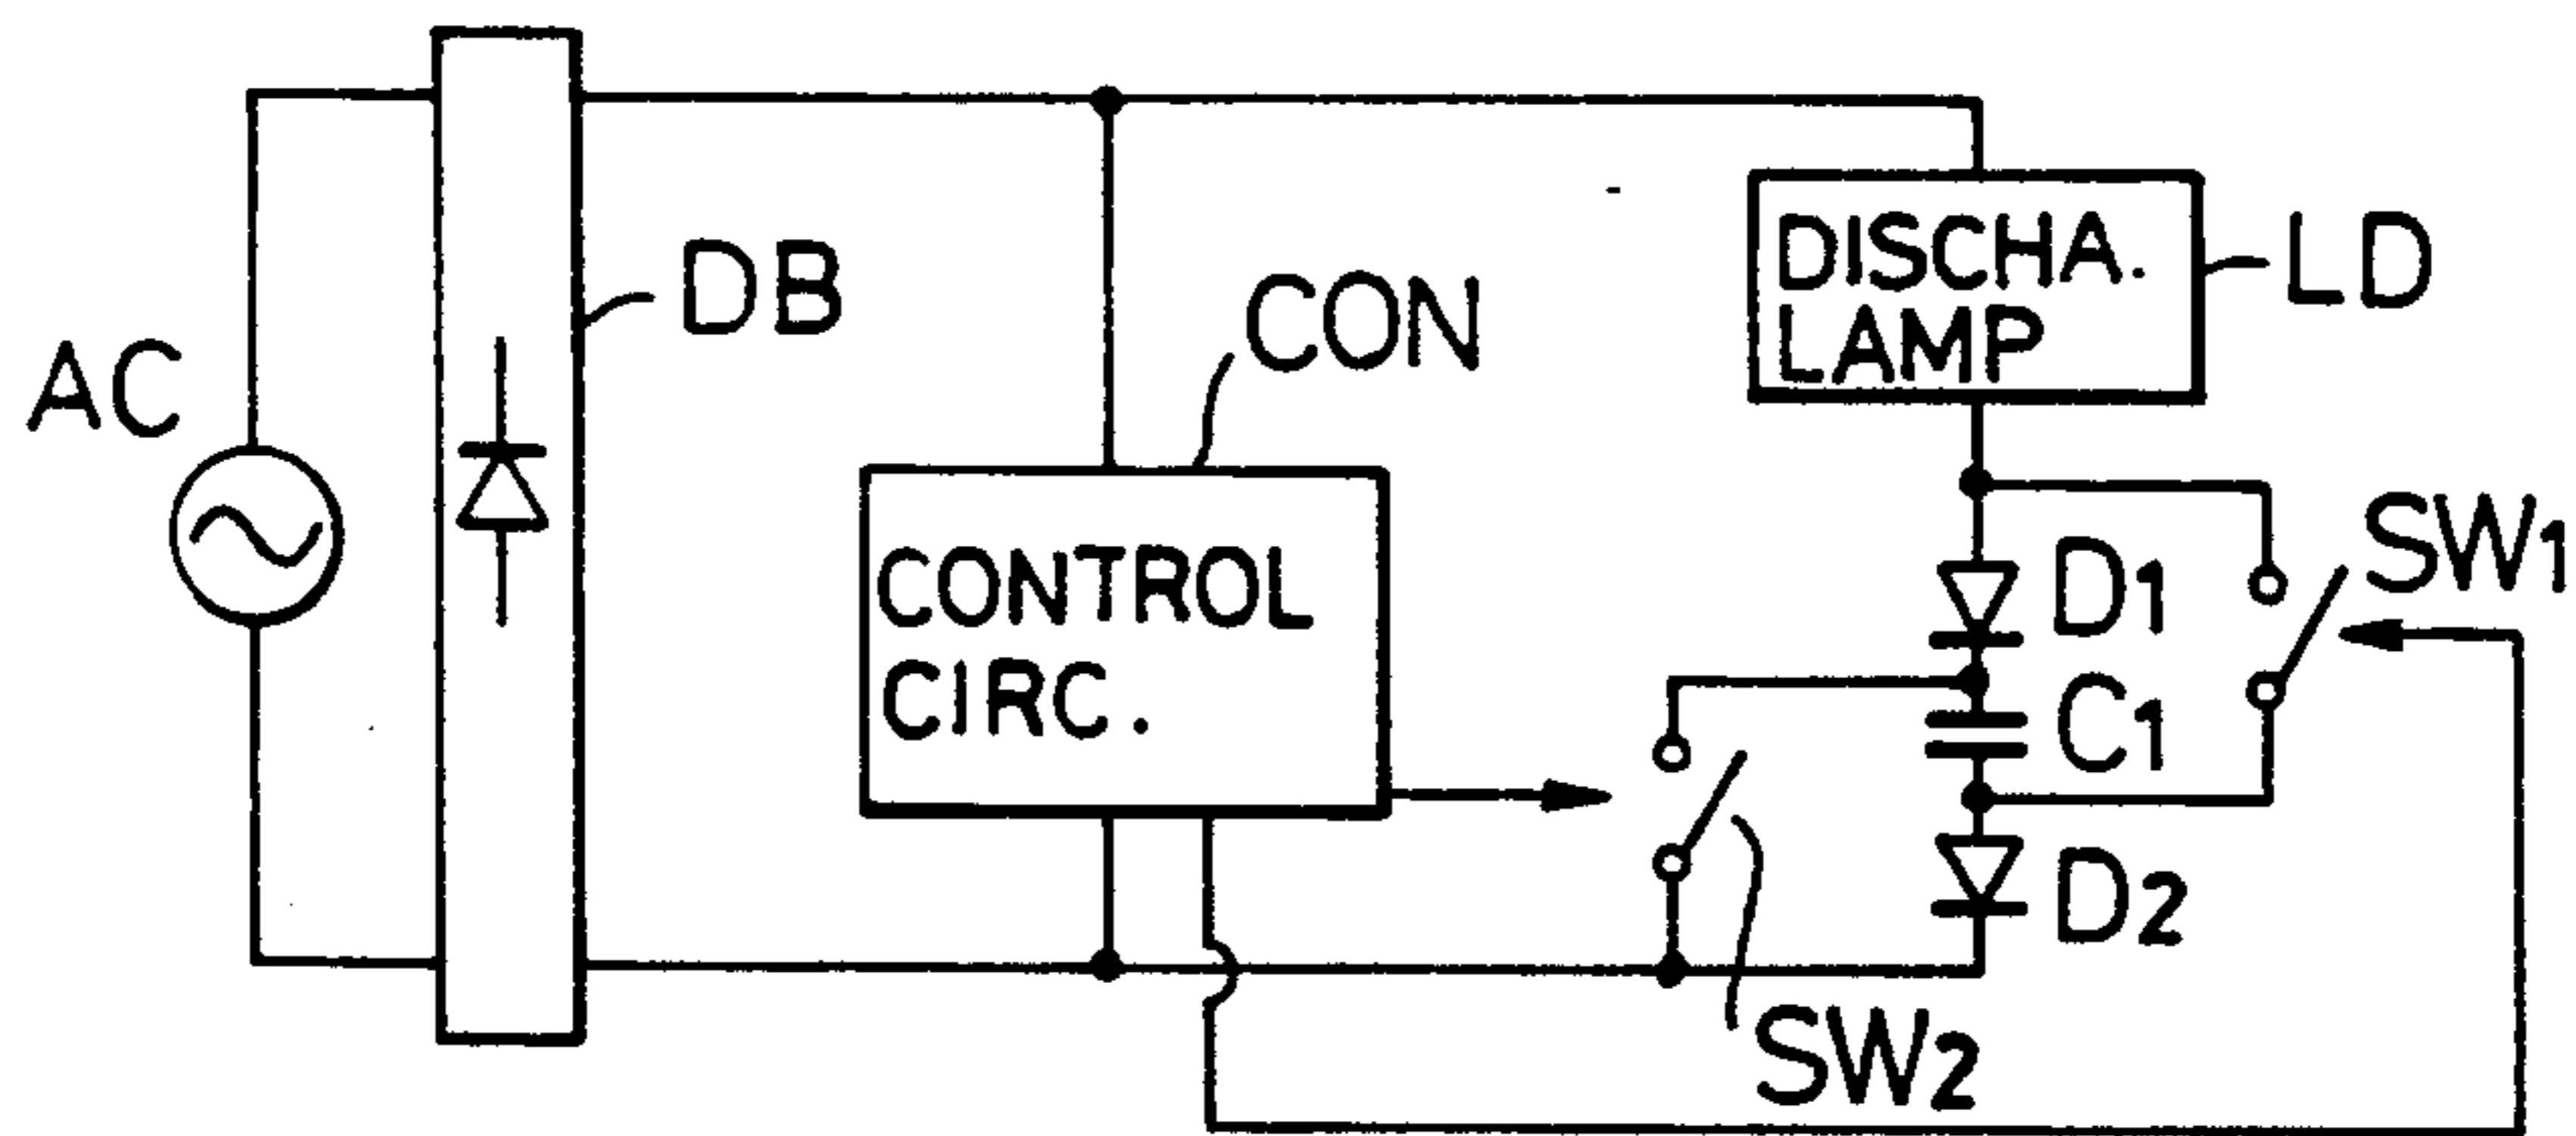 AC
DB
CON
CONTROL
CIRC.
DISCHA.
LAMP
LD
D1
C1
D2
SW1
SW2